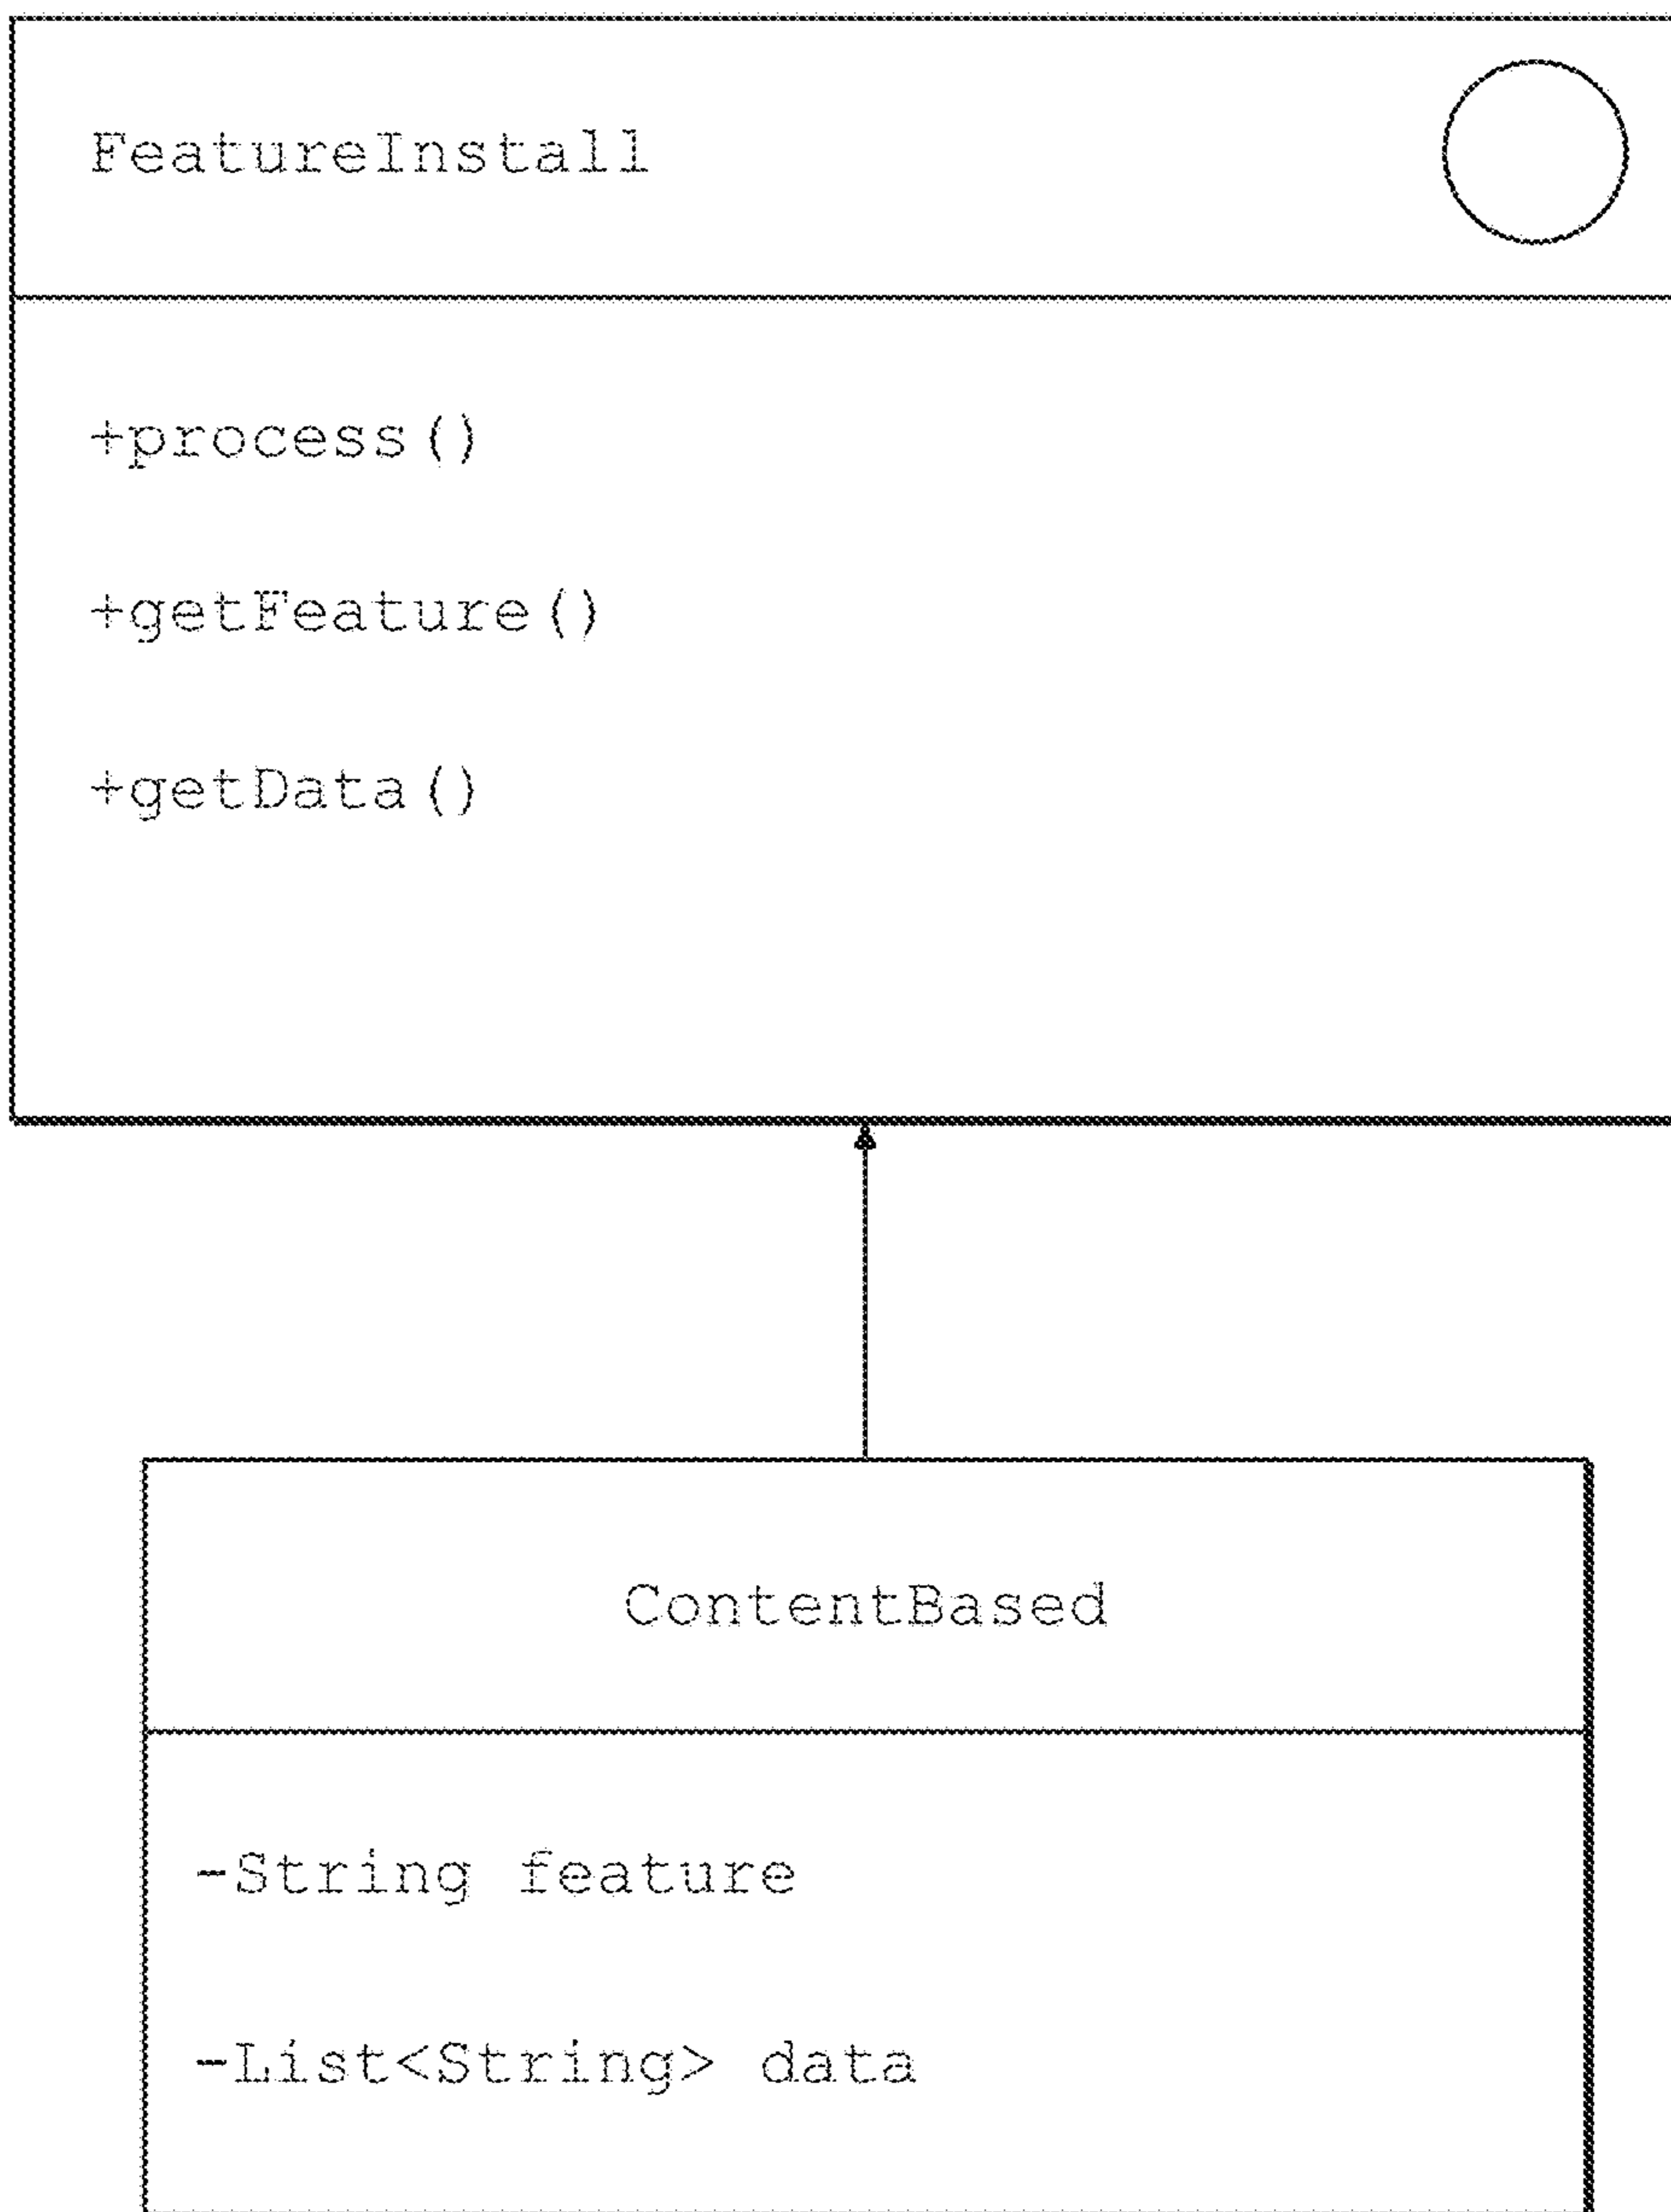 FeatureInstall
+process()
+getFeature()
+getData()
ContentBased
-String feature
-List<String> data